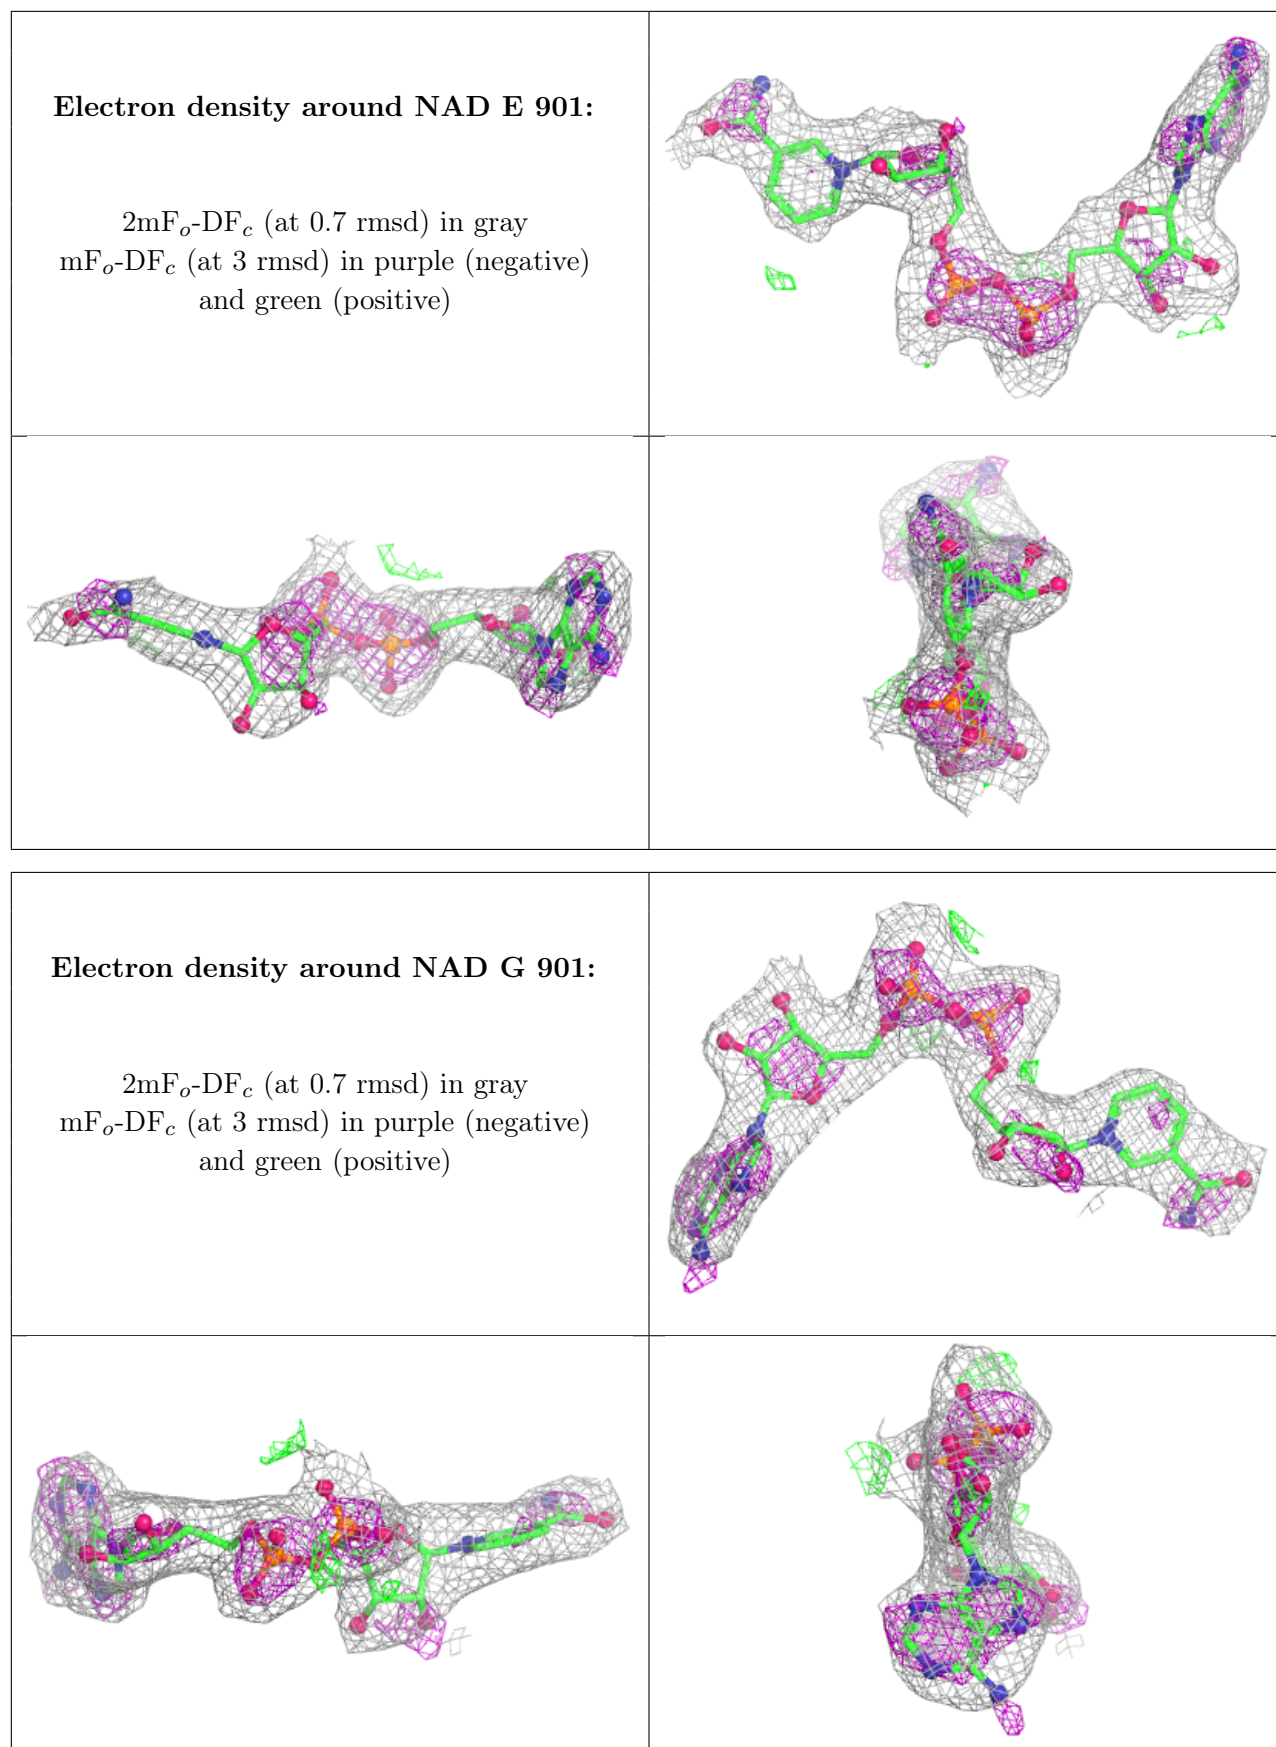 Electron density around NAD E 901:
2mFo-DFc (at 0.7 rmsd) in gray
mFo-DFc (at 3 rmsd) in purple (negative)
and green (positive)
Electron density around NAD G 901:
2mFo-DFc (at 0.7 rmsd) in gray
mFo-DFc (at 3 rmsd) in purple (negative)
and green (positive)